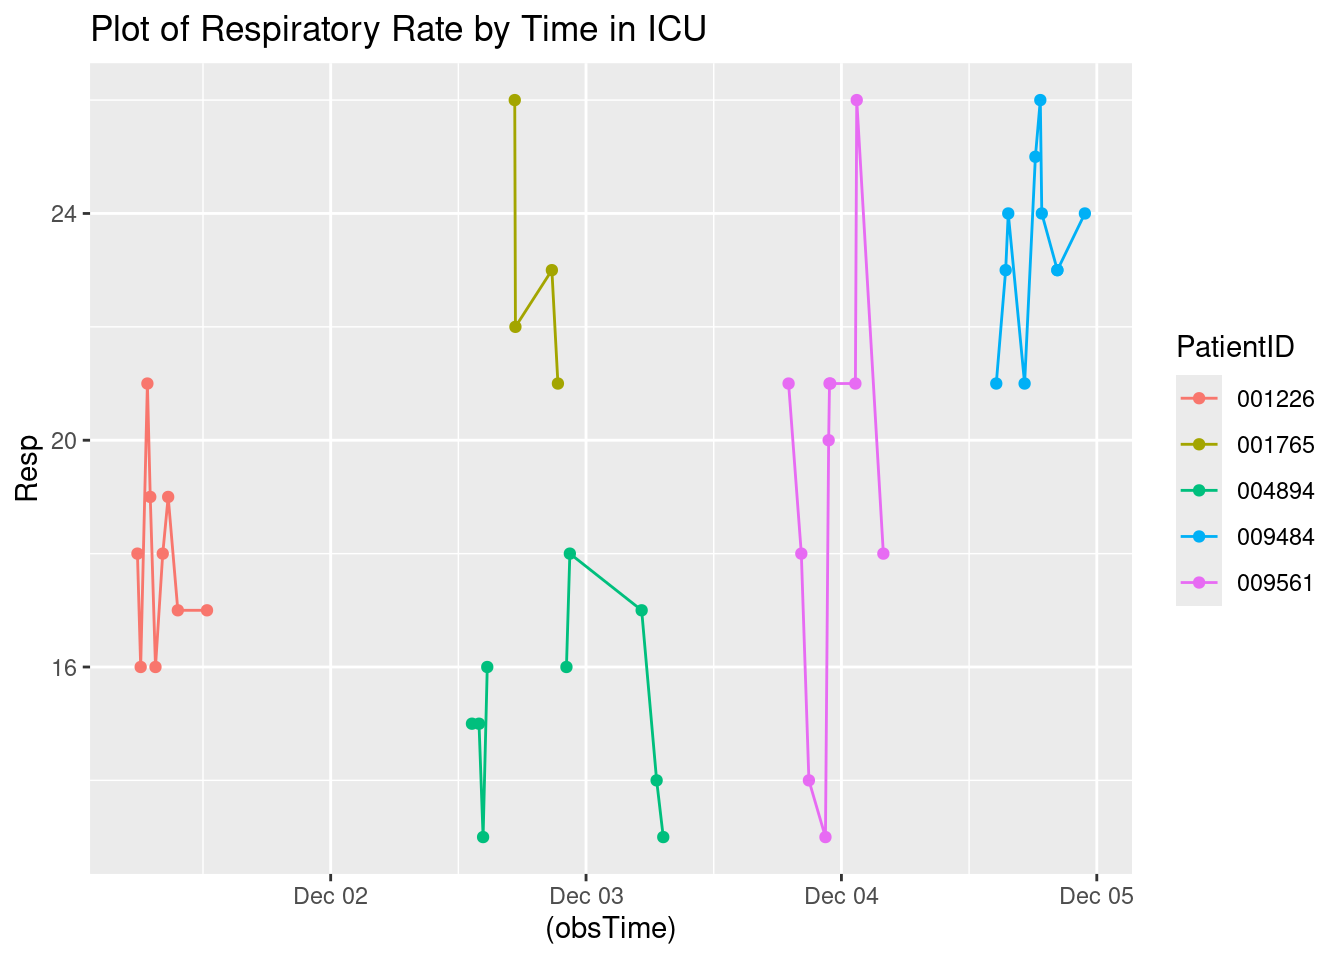 Plot of Respiratory Rate by Time in ICU
24
20
16
Resp
Dec 02
Dec 03
Dec 04
Dec 05
(obsTime)
PatientID
001226
001765
004894
009484
009561